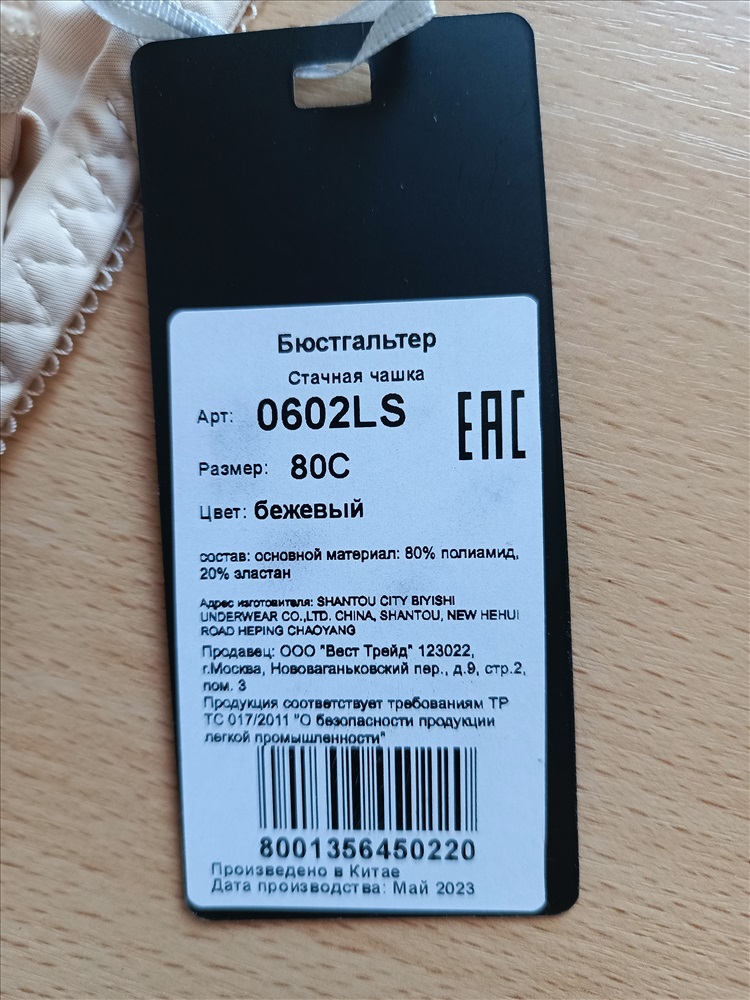 Бюстгальтер
Стачная чашка
Арт: 0602LS
EAC
Размер: 80C
Цвет: бежевый
состав: основной материал: 80% полиамид,
20% эластан
Адрес изготовителя: SHANTOU CITY BIYISHI
UNDERWEAR CO.,LTD. CHINA, SHANTOU, NEW HEHUI
ROAD HEPING CHAOYANG
Продавец: ООО "Вест Трейд" 123022,
г.Москва, Нововаганьковский пер., д.9, стр.2,
пом. 3
Продукция соответствует требованиям ТР
ТС 017/2011 "О безопасности продукции
легкой промышленности"
8001356450220
Произведено в Китае
Дата производства: Май 2023